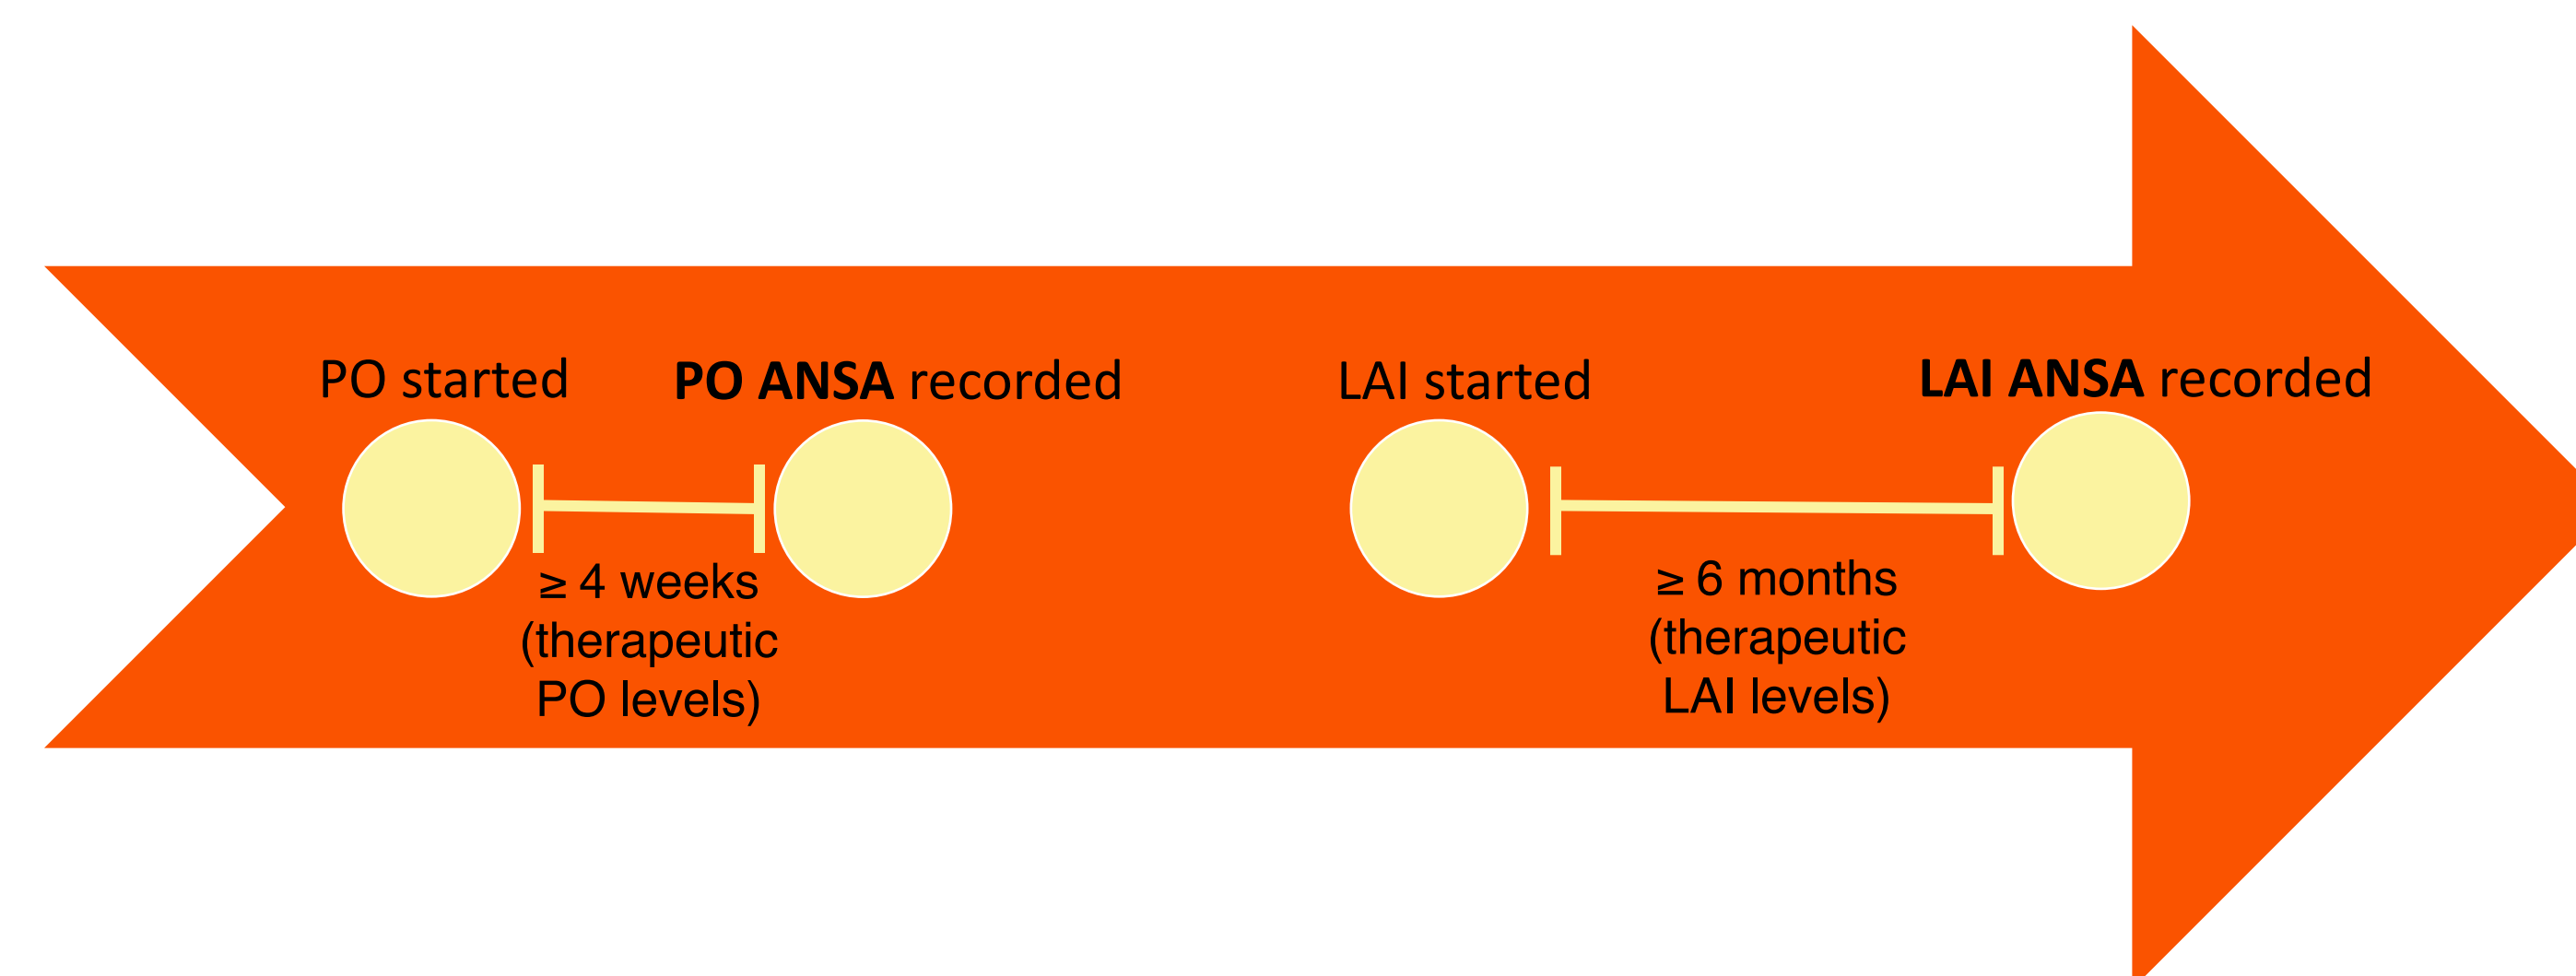 PO started
PO ANSA recorded
LAI started
LAI ANSA recorded
≥ 4 weeks
(therapeutic
PO levels)
≥ 6 months
(therapeutic
LAI levels)